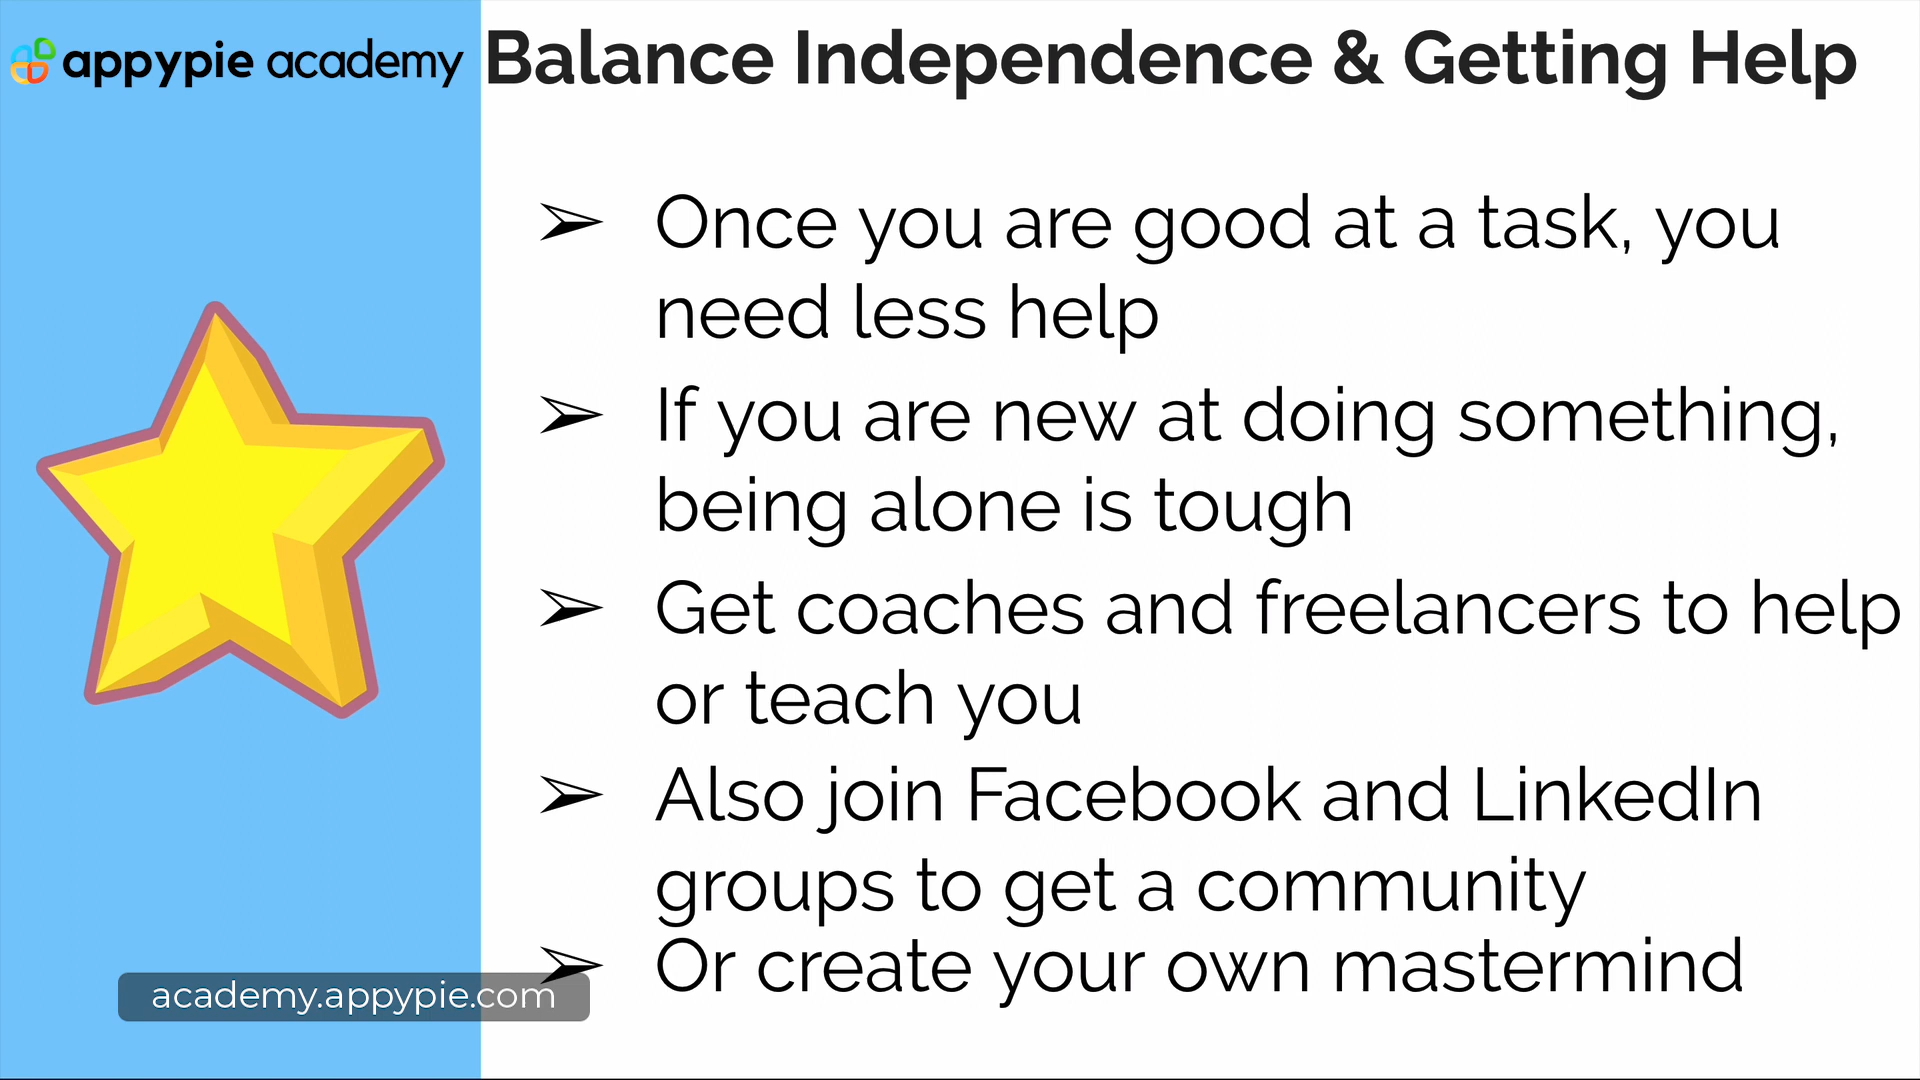 appypie academy
Balance Independence & Getting Help
➢ Once you are good at a task, you
need less help
➢ If you are new at doing something,
being alone is tough
➢ Get coaches and freelancers to help
or teach you
➢ Also join Facebook and LinkedIn
groups to get a community
➢ Or create your own mastermind
academy.appypie.com